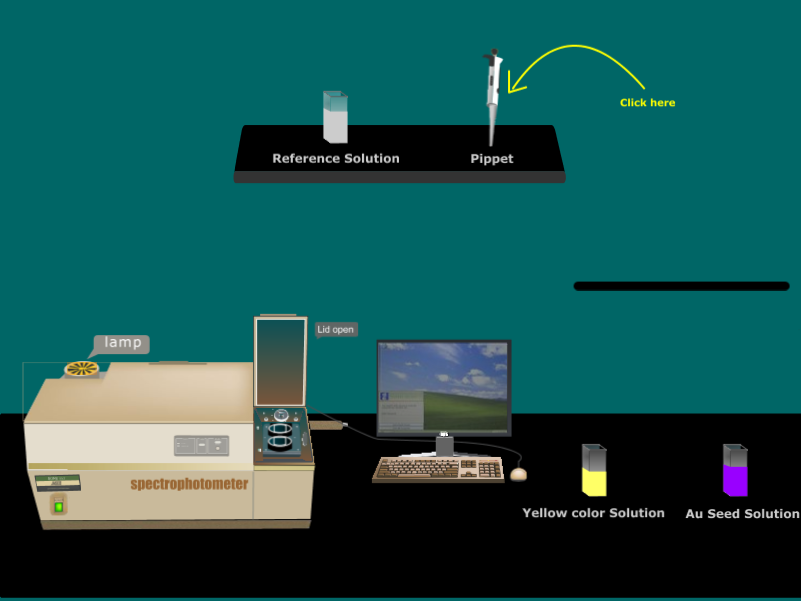 Click here
Reference Solution
Pippet
Lid open
lamp
spectrophotometer
Yellow color Solution
Au Seed Solution